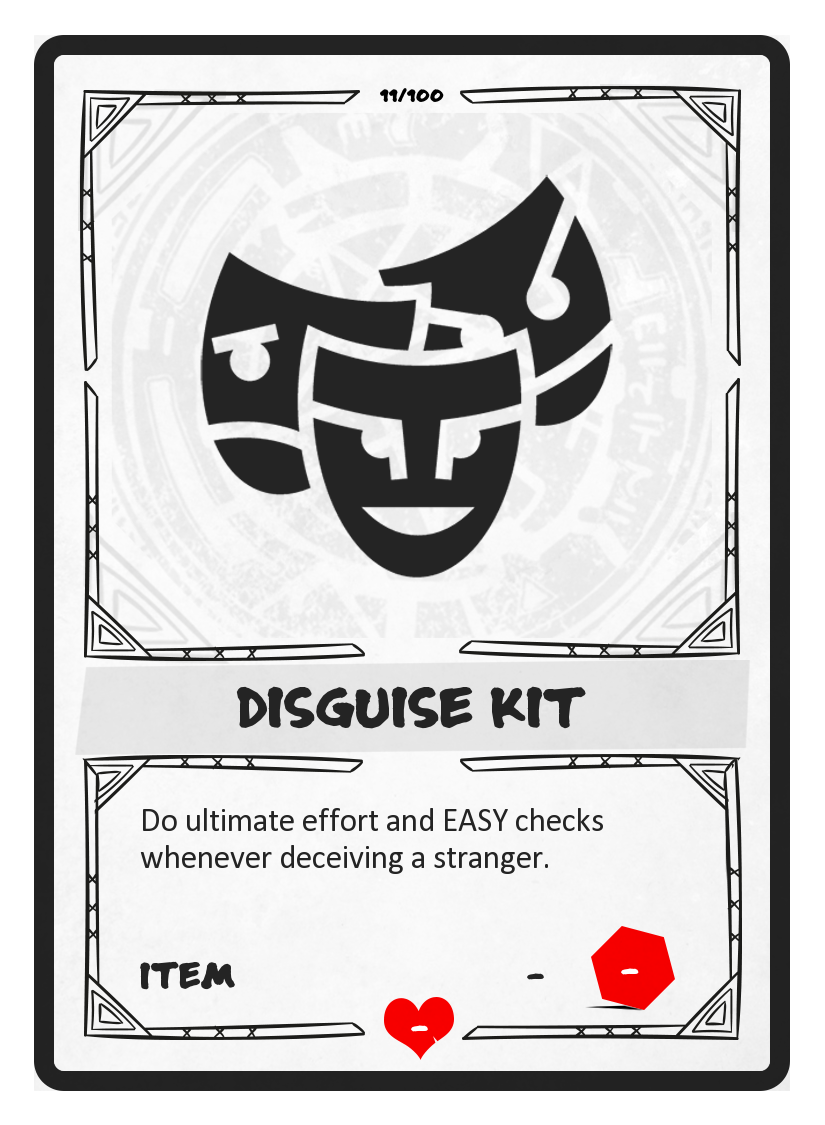 11/100
DISGUISE KIT
Do ultimate effort and EASY checks
whenever deceiving a stranger.
ITEM - -
-